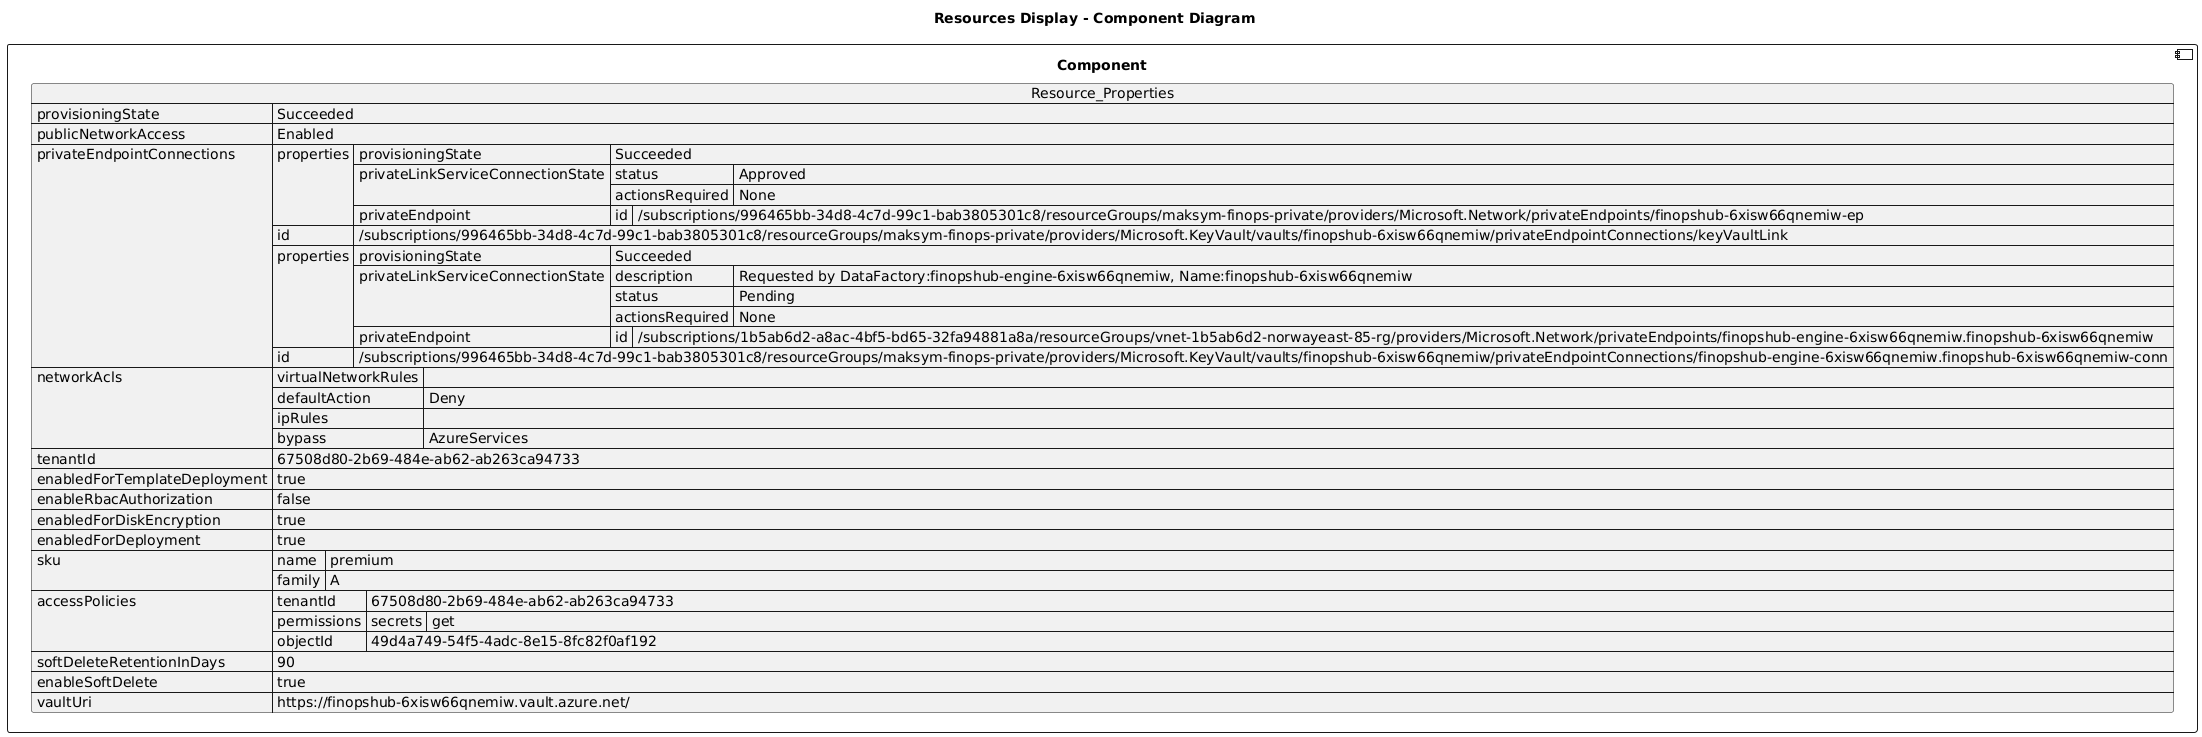 Resources Display - Component Diagram
Component
Resource_Properties
provisioningState Succeeded
publicNetworkAccess Enabled
privateEndpointConnections properties provisioningState Succeeded
privateLinkServiceConnectionState status Approved
actionsRequired None
privateEndpoint id /subscriptions/996465bb-34d8-4c7d-99c1-bab3805301c8/resourceGroups/maksym-finops-private/providers/Microsoft.Network/privateEndpoints/finopshub-6xisw66qnemiw-ep
id /subscriptions/996465bb-34d8-4c7d-99c1-bab3805301c8/resourceGroups/maksym-finops-private/providers/Microsoft.KeyVault/vaults/finopshub-6xisw66qnemiw/privateEndpointConnections/keyVaultLink
properties provisioningState Succeeded
privateLinkServiceConnectionState description Requested by DataFactory:finopshub-engine-6xisw66qnemiw, Name:finopshub-6xisw66qnemiw
status Pending
actionsRequired None
privateEndpoint id /subscriptions/1b5ab6d2-a8ac-4bf5-bd65-32fa94881a8a/resourceGroups/vnet-1b5ab6d2-norwayeast-85-rg/providers/Microsoft.Network/privateEndpoints/finopshub-engine-6xisw66qnemiw.finopshub-6xisw66qnemiw
id /subscriptions/996465bb-34d8-4c7d-99c1-bab3805301c8/resourceGroups/maksym-finops-private/providers/Microsoft.KeyVault/vaults/finopshub-6xisw66qnemiw/privateEndpointConnections/finopshub-engine-6xisw66qnemiw.finopshub-6xisw66qnemiw-conn
networkAcls virtualNetworkRules
defaultAction Deny
ipRules
bypass AzureServices
tenantId 67508d80-2b69-484e-ab62-ab263ca94733
enabledForTemplateDeployment true
enableRbacAuthorization false
enabledForDiskEncryption true
enabledForDeployment true
sku name premium
family A
accessPolicies tenantId 67508d80-2b69-484e-ab62-ab263ca94733
permissions secrets get
objectId 49d4a749-54f5-4adc-8e15-8fc82f0af192
softDeleteRetentionInDays 90
enableSoftDelete true
vaultUri https://finopshub-6xisw66qnemiw.vault.azure.net/